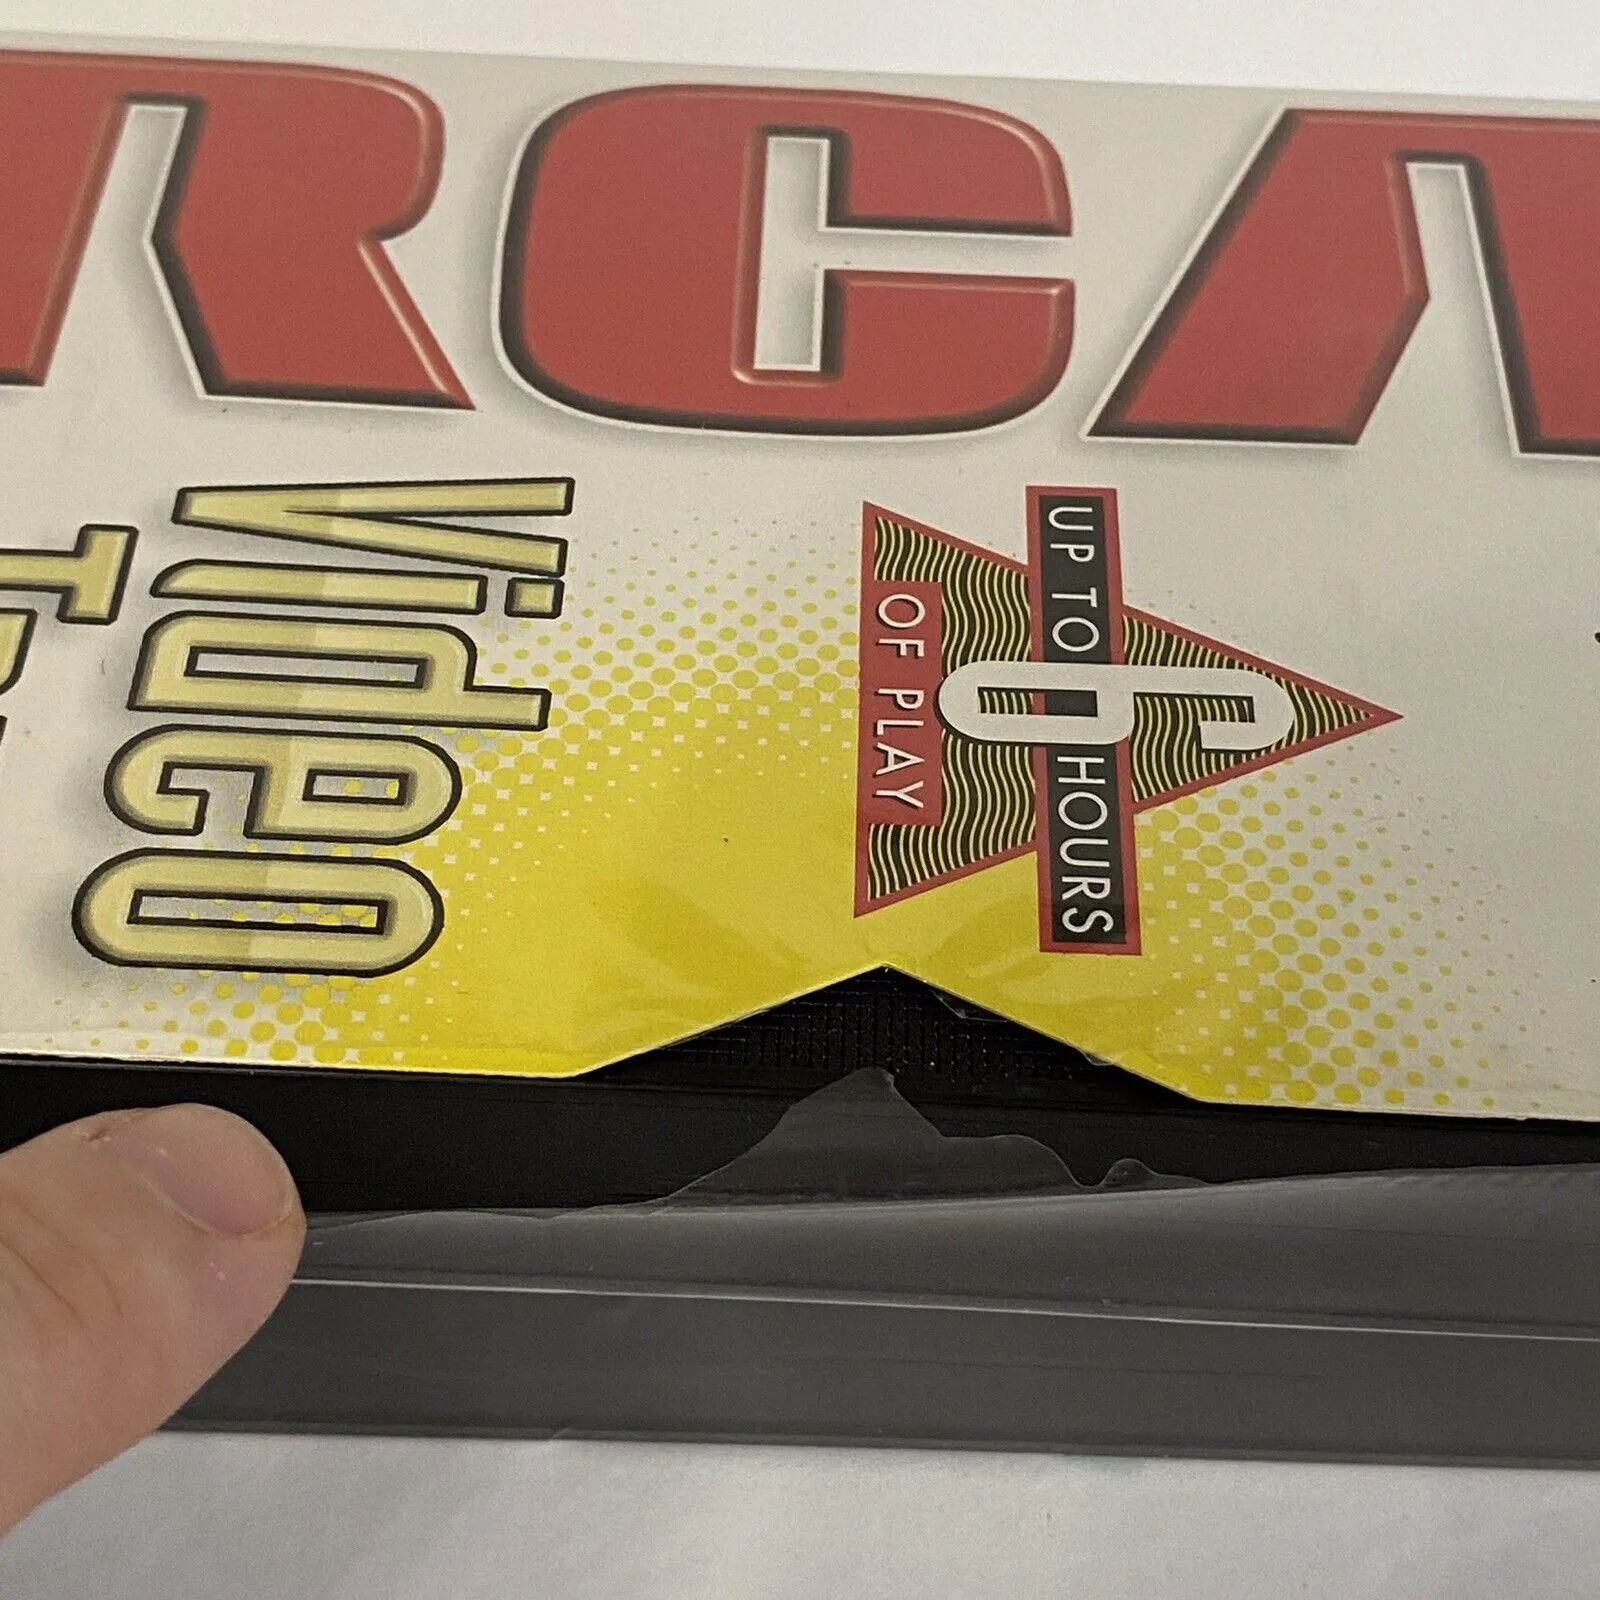 RCA
Video
UP TO 6 HOURS
OF PLAY